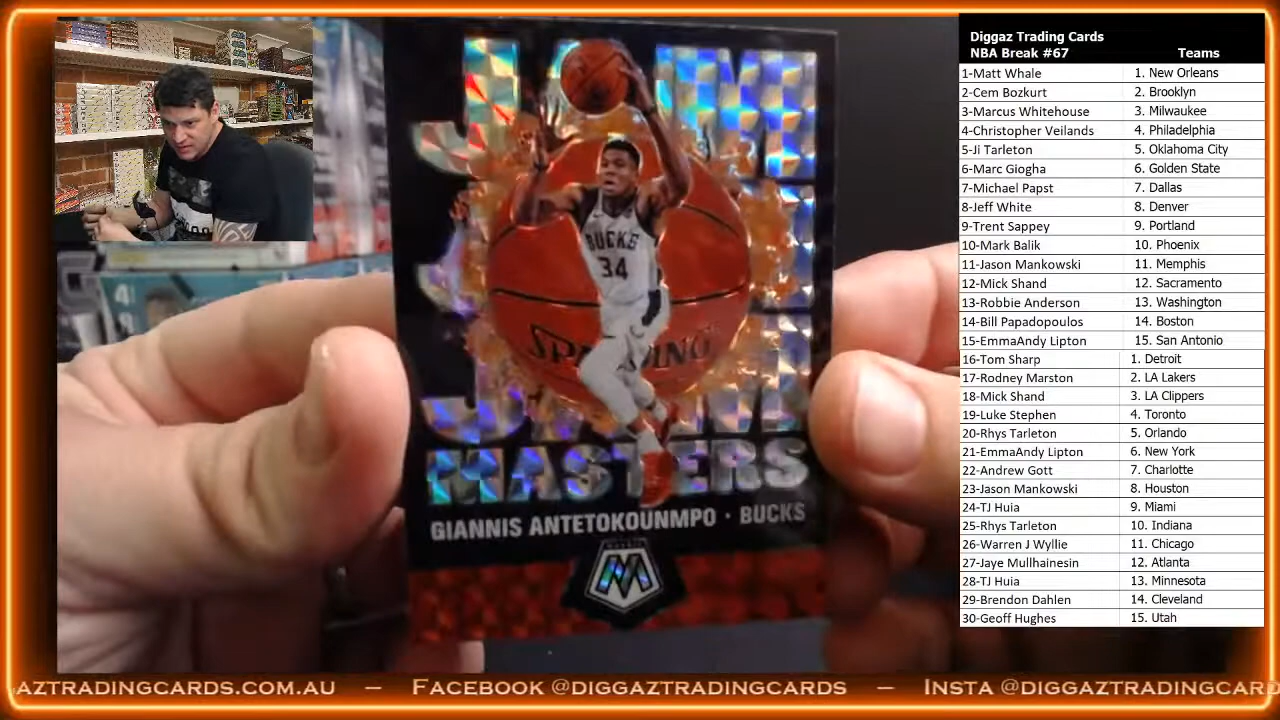 Diggaz Trading Cards
NBA Break #67 Teams
1-Matt Whale 1. New Orleans
2-Cem Bozkurt 2. Brooklyn
3-Marcus Whitehouse 3. Milwaukee
4-Christopher Veilands 4. Philadelphia
5-Ji Tarleton 5. Oklahoma City
6-Marc Giogha 6. Golden State
7-Michael Papst 7. Dallas
8-Jeff White 8. Denver
9-Trent Sappey 9. Portland
10-Mark Balik 10. Phoenix
11-Jason Mankowski 11. Memphis
12-Mick Shand 12. Sacramento
13-Robbie Anderson 13. Washington
14-Bill Papadopoulos 14. Boston
15-EmmaAndy Lipton 15. San Antonio
16-Tom Sharp 1. Detroit
17-Rodney Marston 2. LA Lakers
18-Mick Shand 3. LA Clippers
19-Luke Stephen 4. Toronto
20-Rhys Tarleton 5. Orlando
21-EmmaAndy Lipton 6. New York
22-Andrew Gott 7. Charlotte
23-Jason Mankowski 8. Houston
24-TJ Huia 9. Miami
25-Rhys Tarleton 10. Indiana
26-Warren J Wyllie 11. Chicago
27-Jaye Mullhainesin 12. Atlanta
28-TJ Huia 13. Minnesota
29-Brendon Dahlen 14. Cleveland
30-Geoff Hughes 15. Utah
JAM
BUCKS
34
SPALDING
JAM
MASTERS
GIANNIS ANTETOKOUNMPO · BUCKS
MOSAIC
M
AZTRADINGCARDS.COM.AU – FACEBOOK @DIGGAZTRADINGCARDS – INSTA @DIGGAZTRADINGCARD